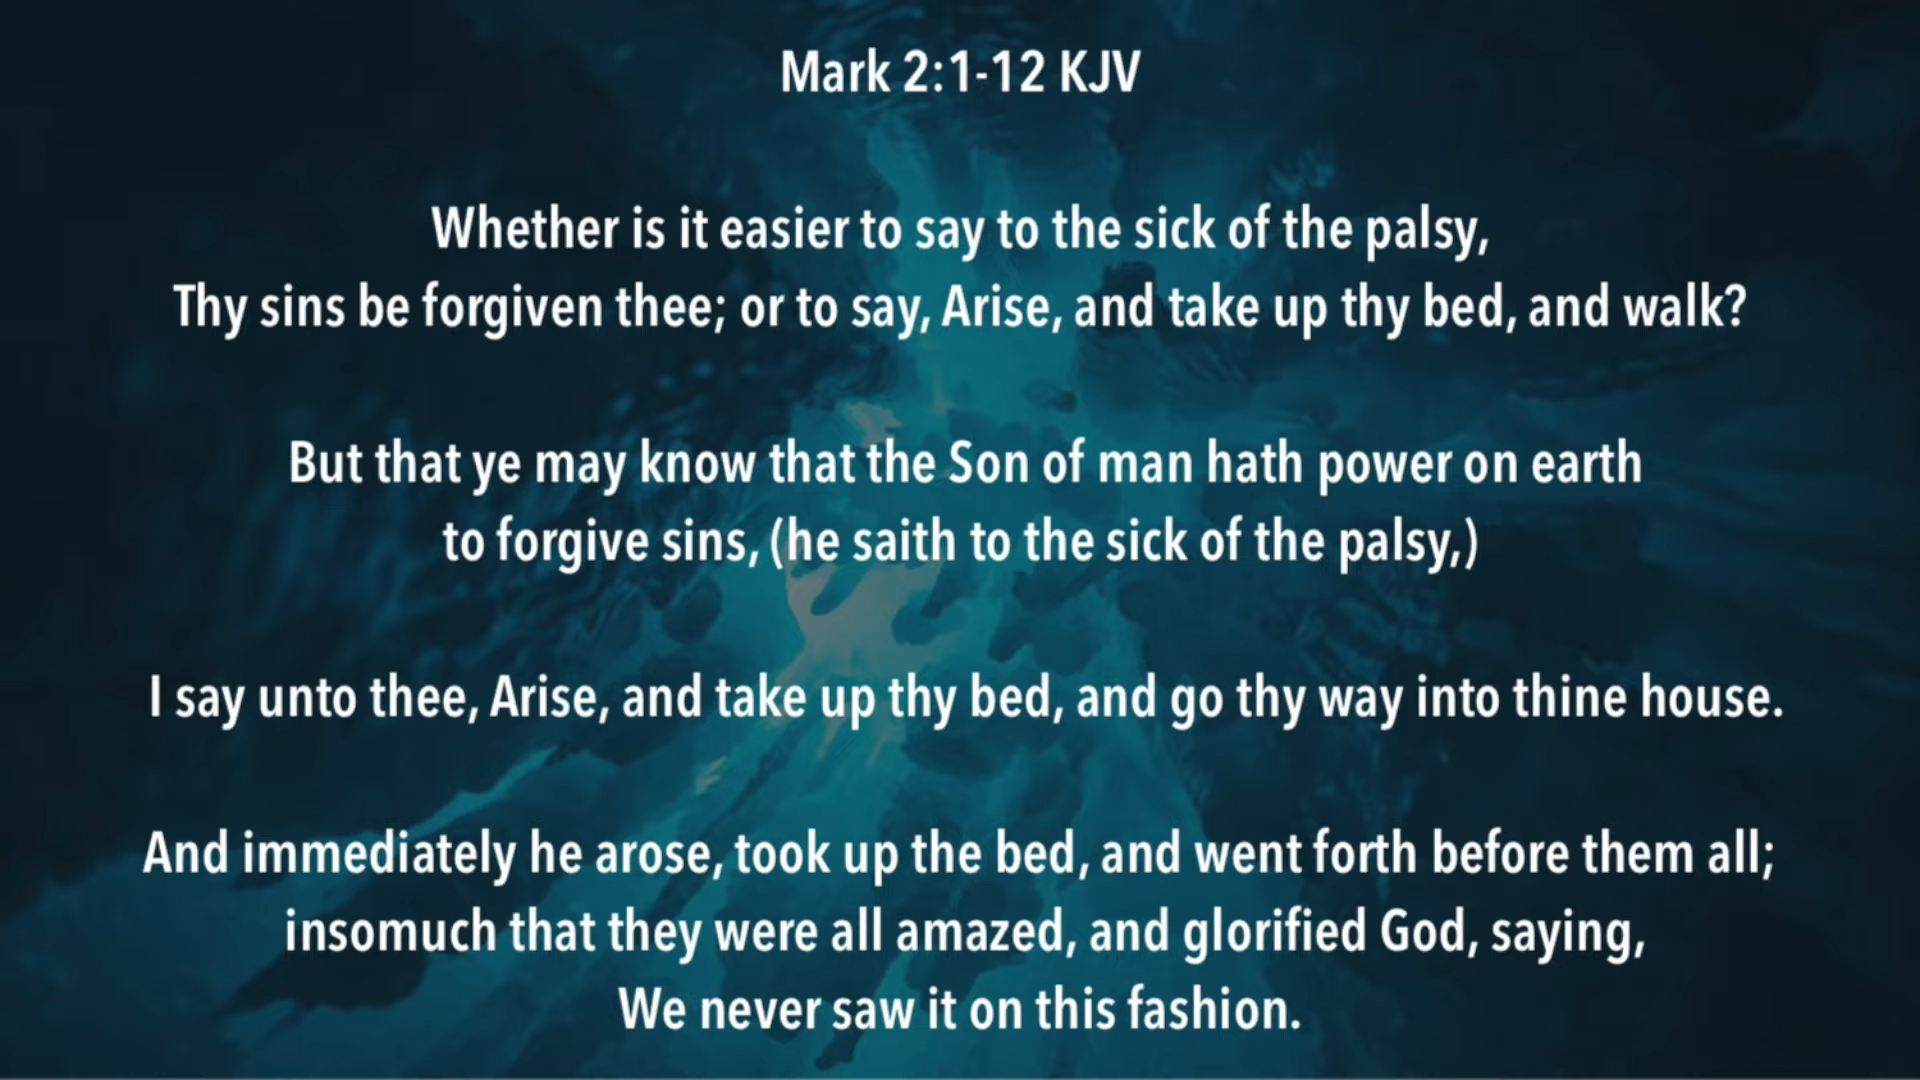 Mark 2:1-12 KJV
Whether is it easier to say to the sick of the palsy,
Thy sins be forgiven thee; or to say, Arise, and take up thy bed, and walk?
But that ye may know that the Son of man hath power on earth
to forgive sins, (he saith to the sick of the palsy,)
I say unto thee, Arise, and take up thy bed, and go thy way into thine house.
And immediately he arose, took up the bed, and went forth before them all;
insomuch that they were all amazed, and glorified God, saying,
We never saw it on this fashion.